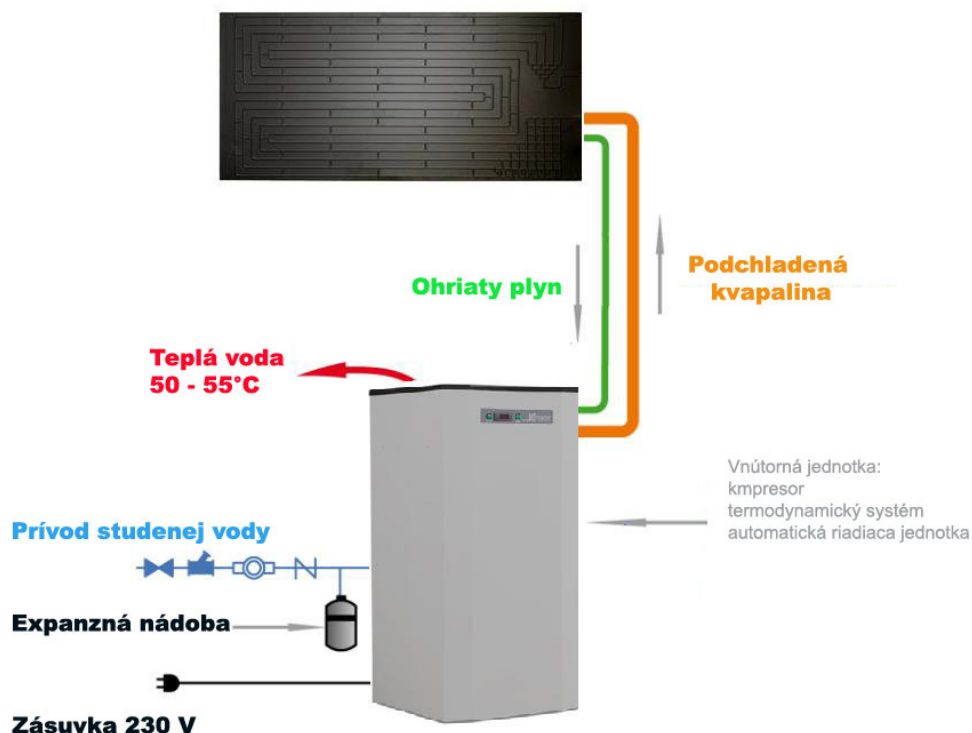 Ohriaty plyn
Podchladená
kvapalina
Teplá voda
50 - 55°C
Vnútorná jednotka:
kmpresor
termodynamický systém
automatická riadiaca jednotka
Prívod studenej vody
Expanzná nádoba
Zásuvka 230 V